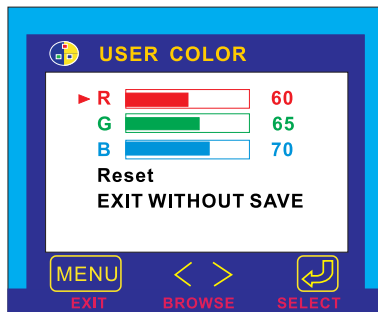 USER COLOR
R 60
G 65
B 70
Reset
EXIT WITHOUT SAVE
MENU
EXIT BROWSE SELECT